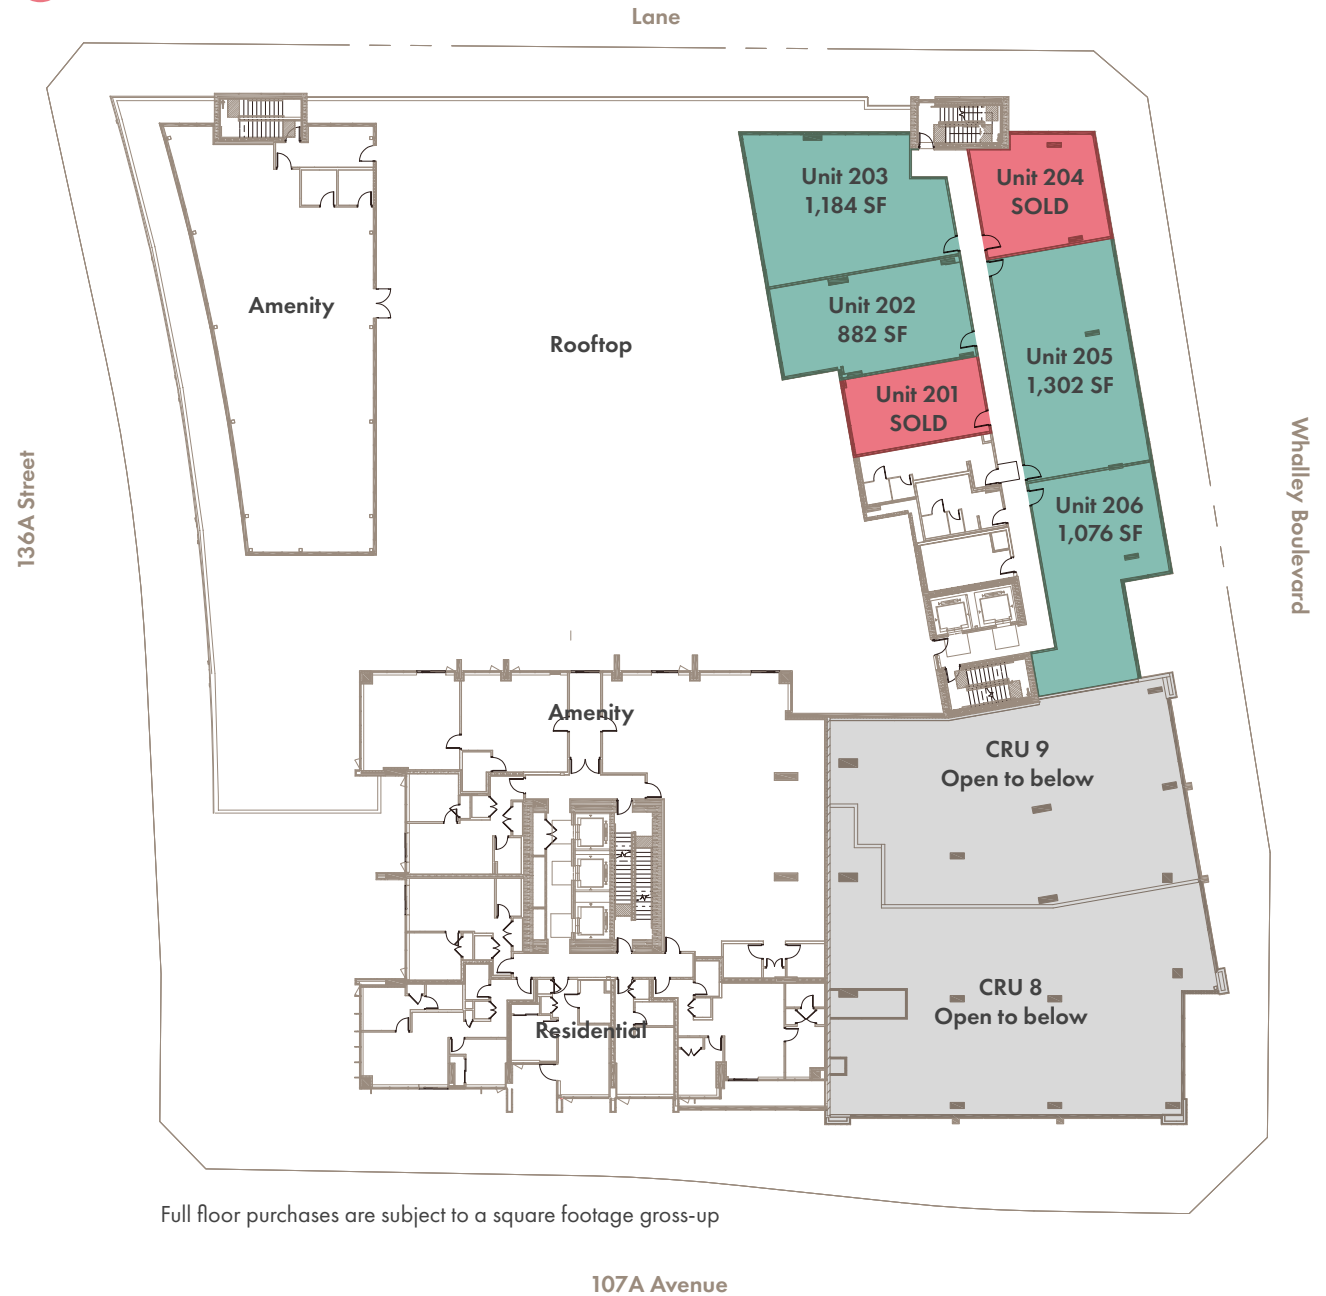 Lane
Unit 203
1,184 SF
Unit 204
SOLD
Amenity
Rooftop
Unit 202
882 SF
Unit 205
1,302 SF
Unit 201
SOLD
136A Street
Whalley Boulevard
Unit 206
1,076 SF
Amenity
CRU 9
Open to below
CRU 8
Open to below
Residential
Full floor purchases are subject to a square footage gross-up
107A Avenue